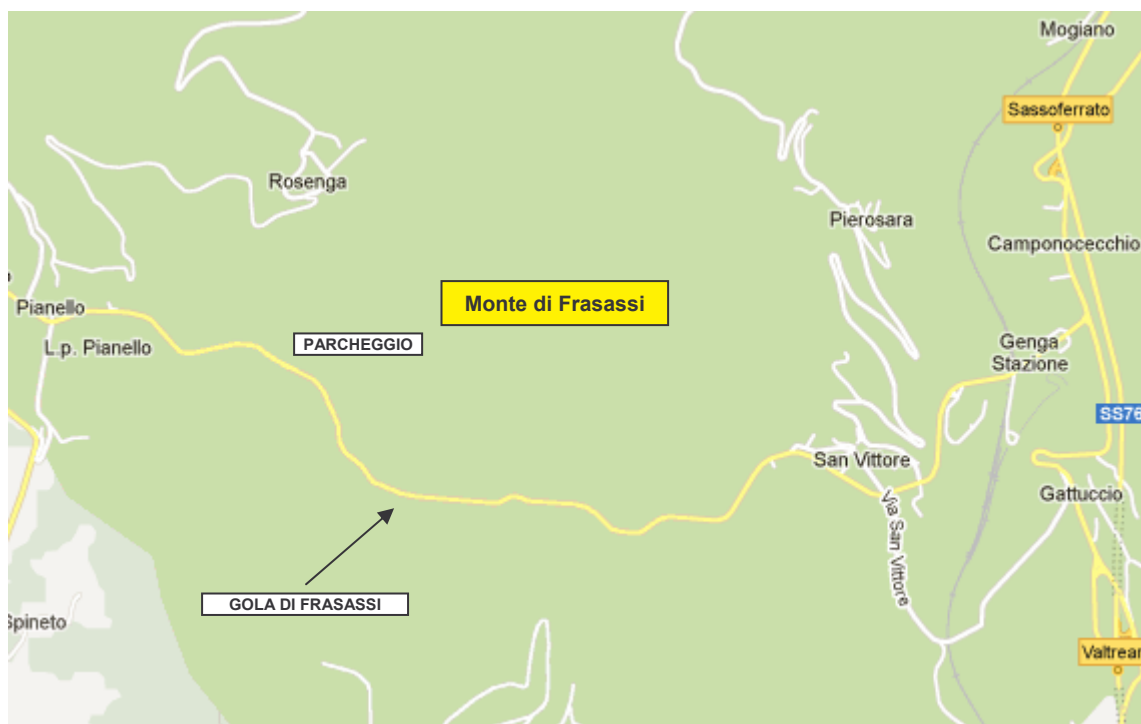 Mogiano
Sassoferrato
Rosenga
Pierosara
Camponocecchio
Monte di Frasassi
Pianello
L.p. Pianello
PARCHEGGIO
Genga
Stazione
SS76
San Vittore
Gattuccio
Via San Vittore
GOLA DI FRASASSI
Spineto
Valtrear